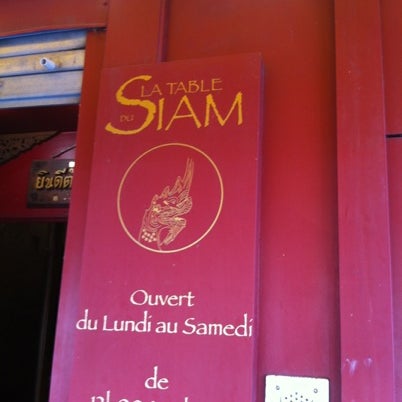 LA TABLE
DU SIAM
Ouvert
du Lundi au Samedi
de